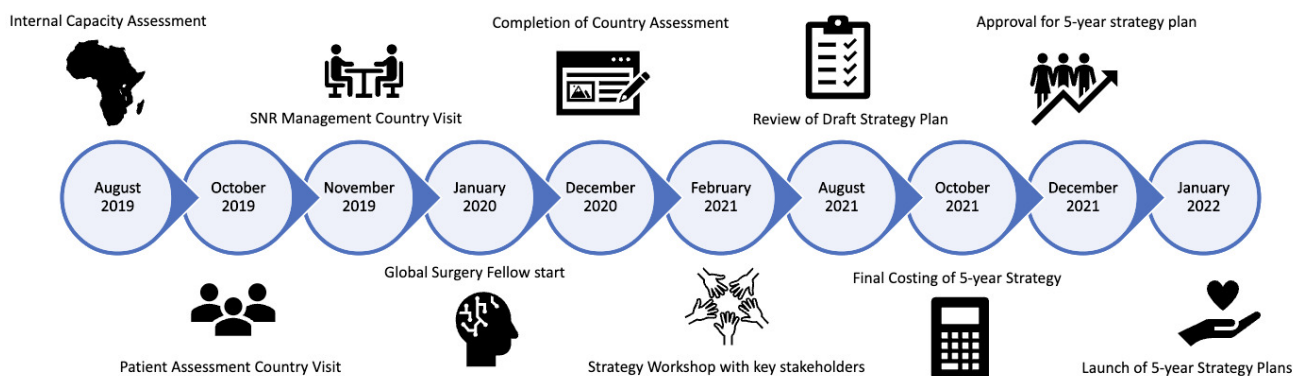 Internal Capacity Assessment
Completion of Country Assessment
Approval for 5-year strategy plan
SNR Management Country Visit
Review of Draft Strategy Plan
August
2019
October
2019
November
2019
January
2020
December
2020
February
2021
August
2021
October
2021
December
2021
January
2022
Global Surgery Fellow start
Final Costing of 5-year Strategy
Patient Assessment Country Visit
Strategy Workshop with key stakeholders
Launch of 5-year Strategy Plans